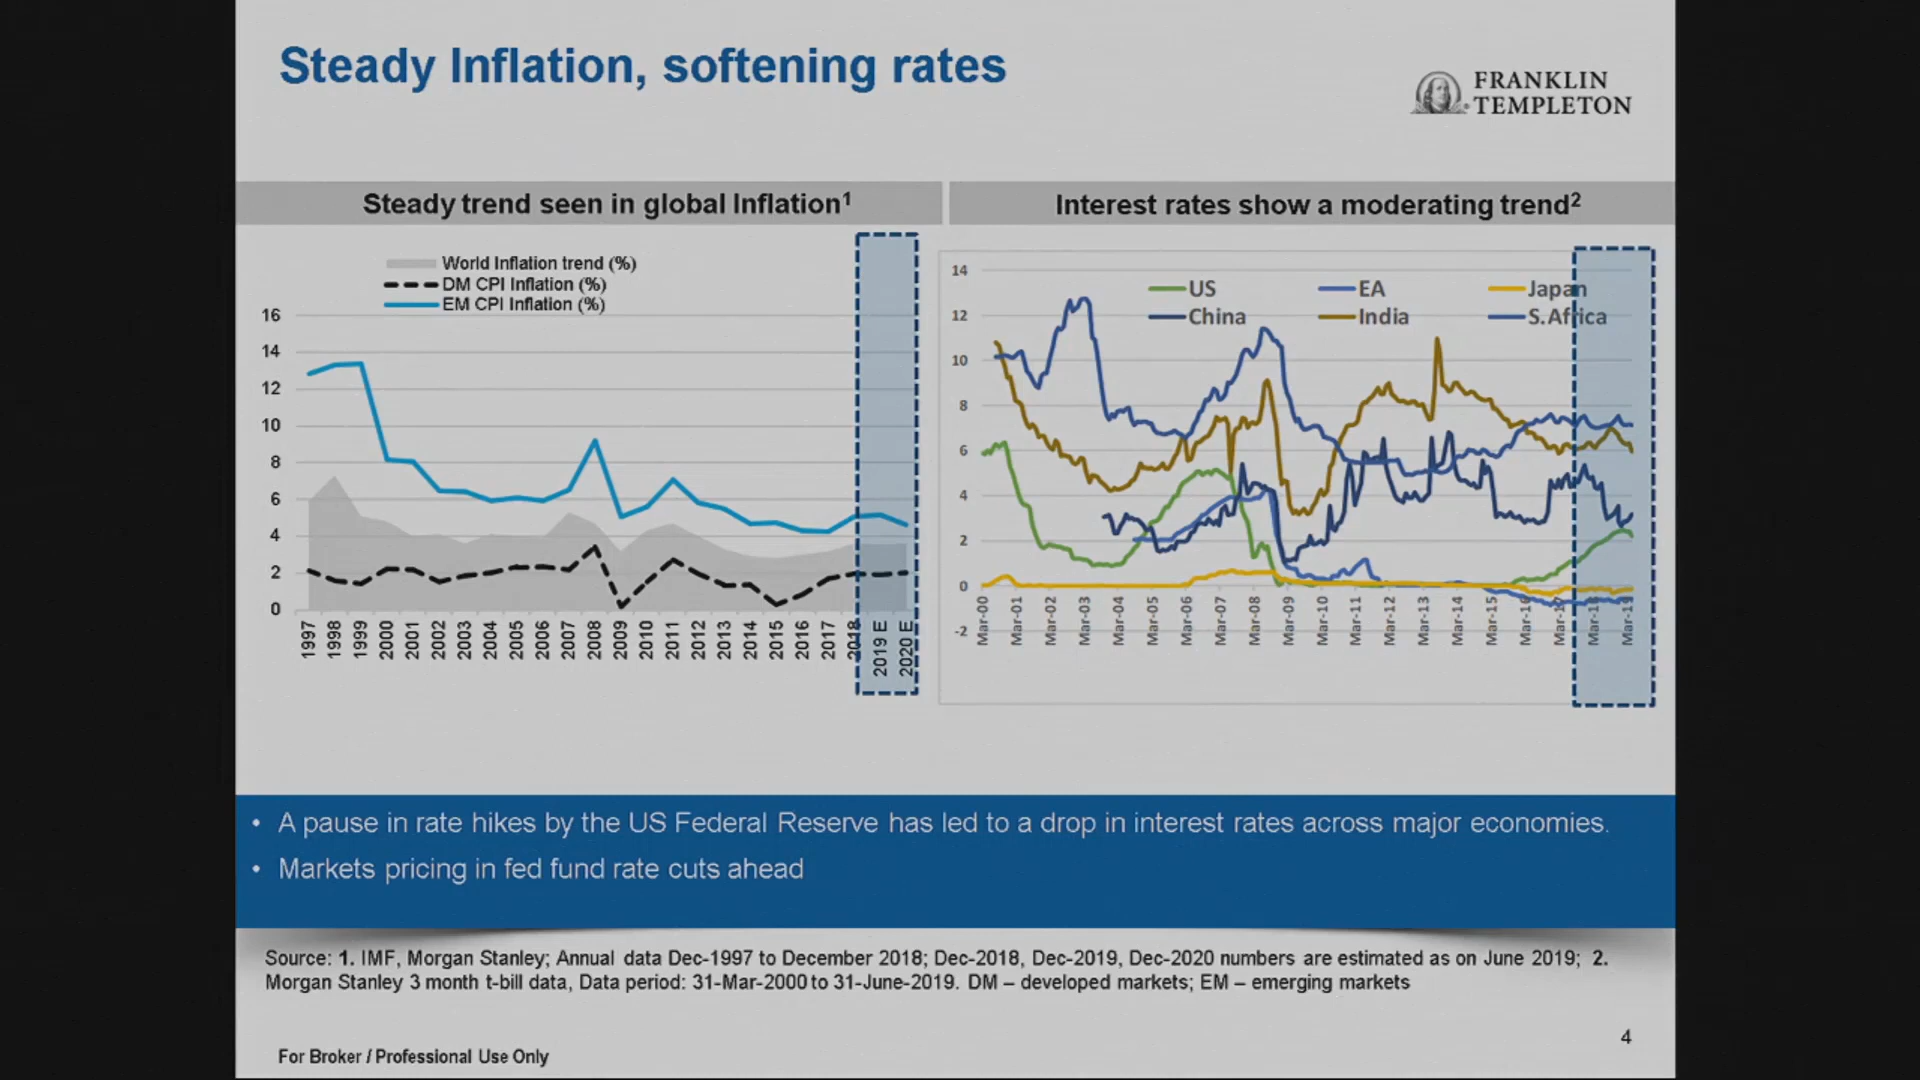 Steady Inflation, softening rates
FRANKLIN
TEMPLETON
Steady trend seen in global Inflation1
Interest rates show a moderating trend2
World Inflation trend (%)
DM CPI Inflation (%)
EM CPI Inflation (%)
16
14
12
10
8
6
4
2
0
1997
1998
1999
2000
2001
2002
2003
2004
2005
2006
2007
2008
2009
2010
2011
2012
2013
2014
2015
2016
2017
2018
2019 E
2020 E
US
EA
Japan
China
India
S.Africa
14
12
10
8
6
4
2
0
-2
Mar-00
Mar-01
Mar-02
Mar-03
Mar-04
Mar-05
Mar-06
Mar-07
Mar-08
Mar-09
Mar-10
Mar-11
Mar-12
Mar-13
Mar-14
Mar-15
Mar-16
Mar-17
Mar-18
Mar-19
• A pause in rate hikes by the US Federal Reserve has led to a drop in interest rates across major economies.
• Markets pricing in fed fund rate cuts ahead
Source: 1. IMF, Morgan Stanley; Annual data Dec-1997 to December 2018; Dec-2018, Dec-2019, Dec-2020 numbers are estimated as on June 2019; 2.
Morgan Stanley 3 month t-bill data, Data period: 31-Mar-2000 to 31-June-2019. DM – developed markets; EM – emerging markets
4
For Broker / Professional Use Only